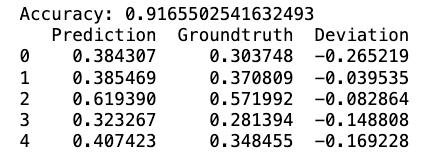 Accuracy: 0.9165502541632493
Prediction Groundtruth Deviation
0 0.384307 0.303748 -0.265219
1 0.385469 0.370809 -0.039535
2 0.619390 0.571992 -0.082864
3 0.323267 0.281394 -0.148808
4 0.407423 0.348455 -0.169228